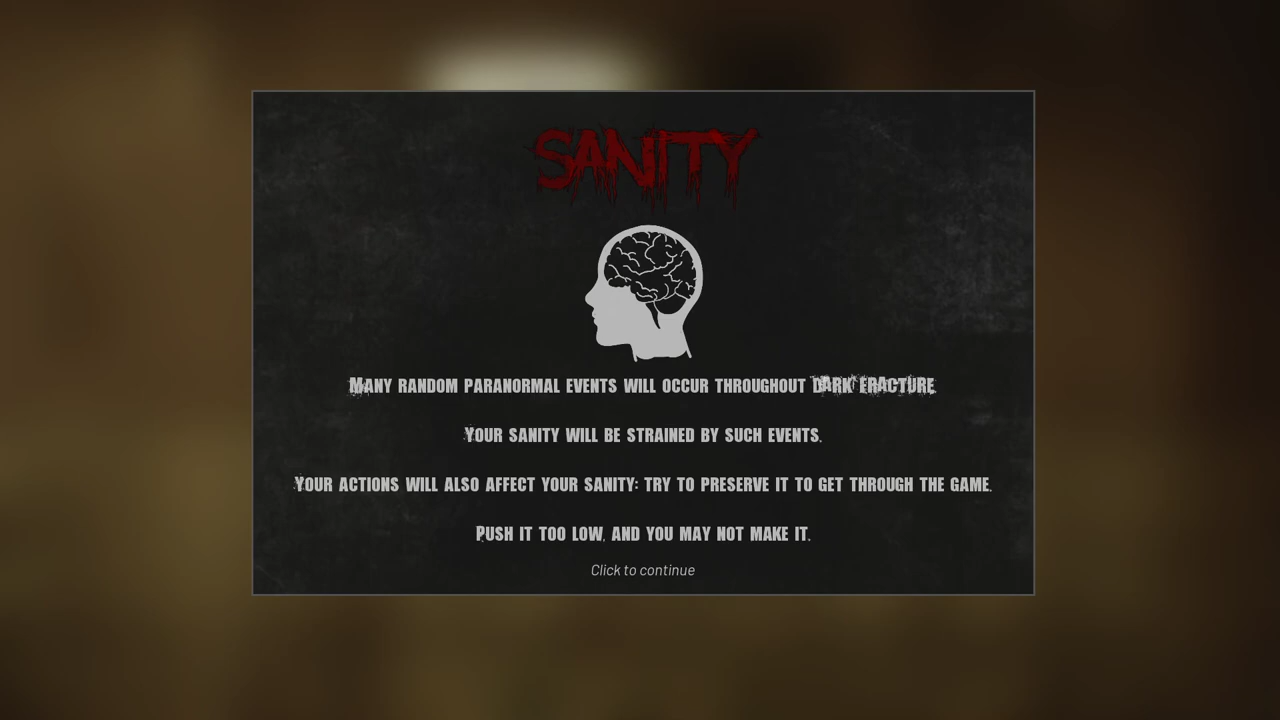 SANITY
MANY RANDOM PARANORMAL EVENTS WILL OCCUR THROUGHOUT DARK FRACTURE.
YOUR SANITY WILL BE STRAINED BY SUCH EVENTS.
YOUR ACTIONS WILL ALSO AFFECT YOUR SANITY: TRY TO PRESERVE IT TO GET THROUGH THE GAME.
PUSH IT TOO LOW, AND YOU MAY NOT MAKE IT.
Click to continue